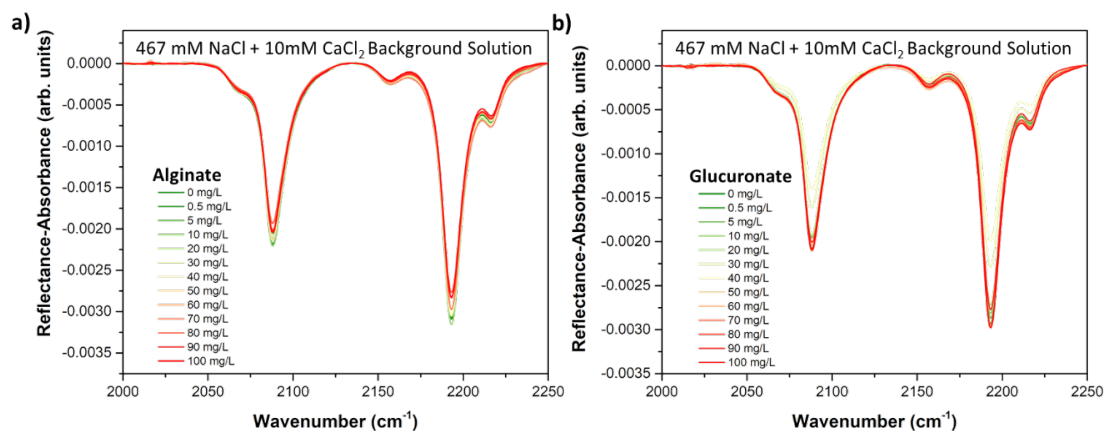 a)
467 mM NaCl + 10mM CaCl₂ Background Solution
Reflectance-Absorbance (arb. units)
0.0000
-0.0005
-0.0010
-0.0015
-0.0020
-0.0025
-0.0030
-0.0035
Alginate
0 mg/L
0.5 mg/L
5 mg/L
10 mg/L
20 mg/L
30 mg/L
40 mg/L
50 mg/L
60 mg/L
70 mg/L
80 mg/L
90 mg/L
100 mg/L
2000
2050
2100
2150
2200
2250
Wavenumber (cm⁻¹)
b)
467 mM NaCl + 10mM CaCl₂ Background Solution
Reflectance-Absorbance (arb. units)
0.0000
-0.0005
-0.0010
-0.0015
-0.0020
-0.0025
-0.0030
-0.0035
Glucuronate
0 mg/L
0.5 mg/L
5 mg/L
10 mg/L
20 mg/L
30 mg/L
40 mg/L
50 mg/L
60 mg/L
70 mg/L
80 mg/L
90 mg/L
100 mg/L
2000
2050
2100
2150
2200
2250
Wavenumber (cm⁻¹)